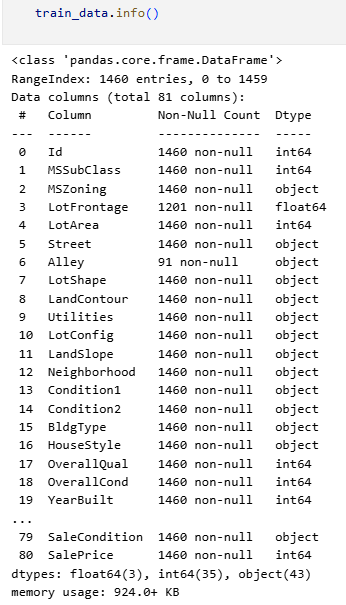 train_data.info()
<class 'pandas.core.frame.DataFrame'>
RangeIndex: 1460 entries, 0 to 1459
Data columns (total 81 columns):
 #   Column         Non-Null Count  Dtype
---  ------         --------------  -----
 0   Id             1460 non-null   int64
 1   MSSubClass     1460 non-null   int64
 2   MSZoning       1460 non-null   object
 3   LotFrontage    1201 non-null   float64
 4   LotArea        1460 non-null   int64
 5   Street         1460 non-null   object
 6   Alley          91 non-null     object
 7   LotShape       1460 non-null   object
 8   LandContour    1460 non-null   object
 9   Utilities      1460 non-null   object
 10  LotConfig      1460 non-null   object
 11  LandSlope      1460 non-null   object
 12  Neighborhood   1460 non-null   object
 13  Condition1     1460 non-null   object
 14  Condition2     1460 non-null   object
 15  BldgType       1460 non-null   object
 16  HouseStyle     1460 non-null   object
 17  OverallQual    1460 non-null   int64
 18  OverallCond    1460 non-null   int64
 19  YearBuilt      1460 non-null   int64
...
 79  SaleCondition  1460 non-null   object
 80  SalePrice      1460 non-null   int64
dtypes: float64(3), int64(35), object(43)
memory usage: 924.0+ KB